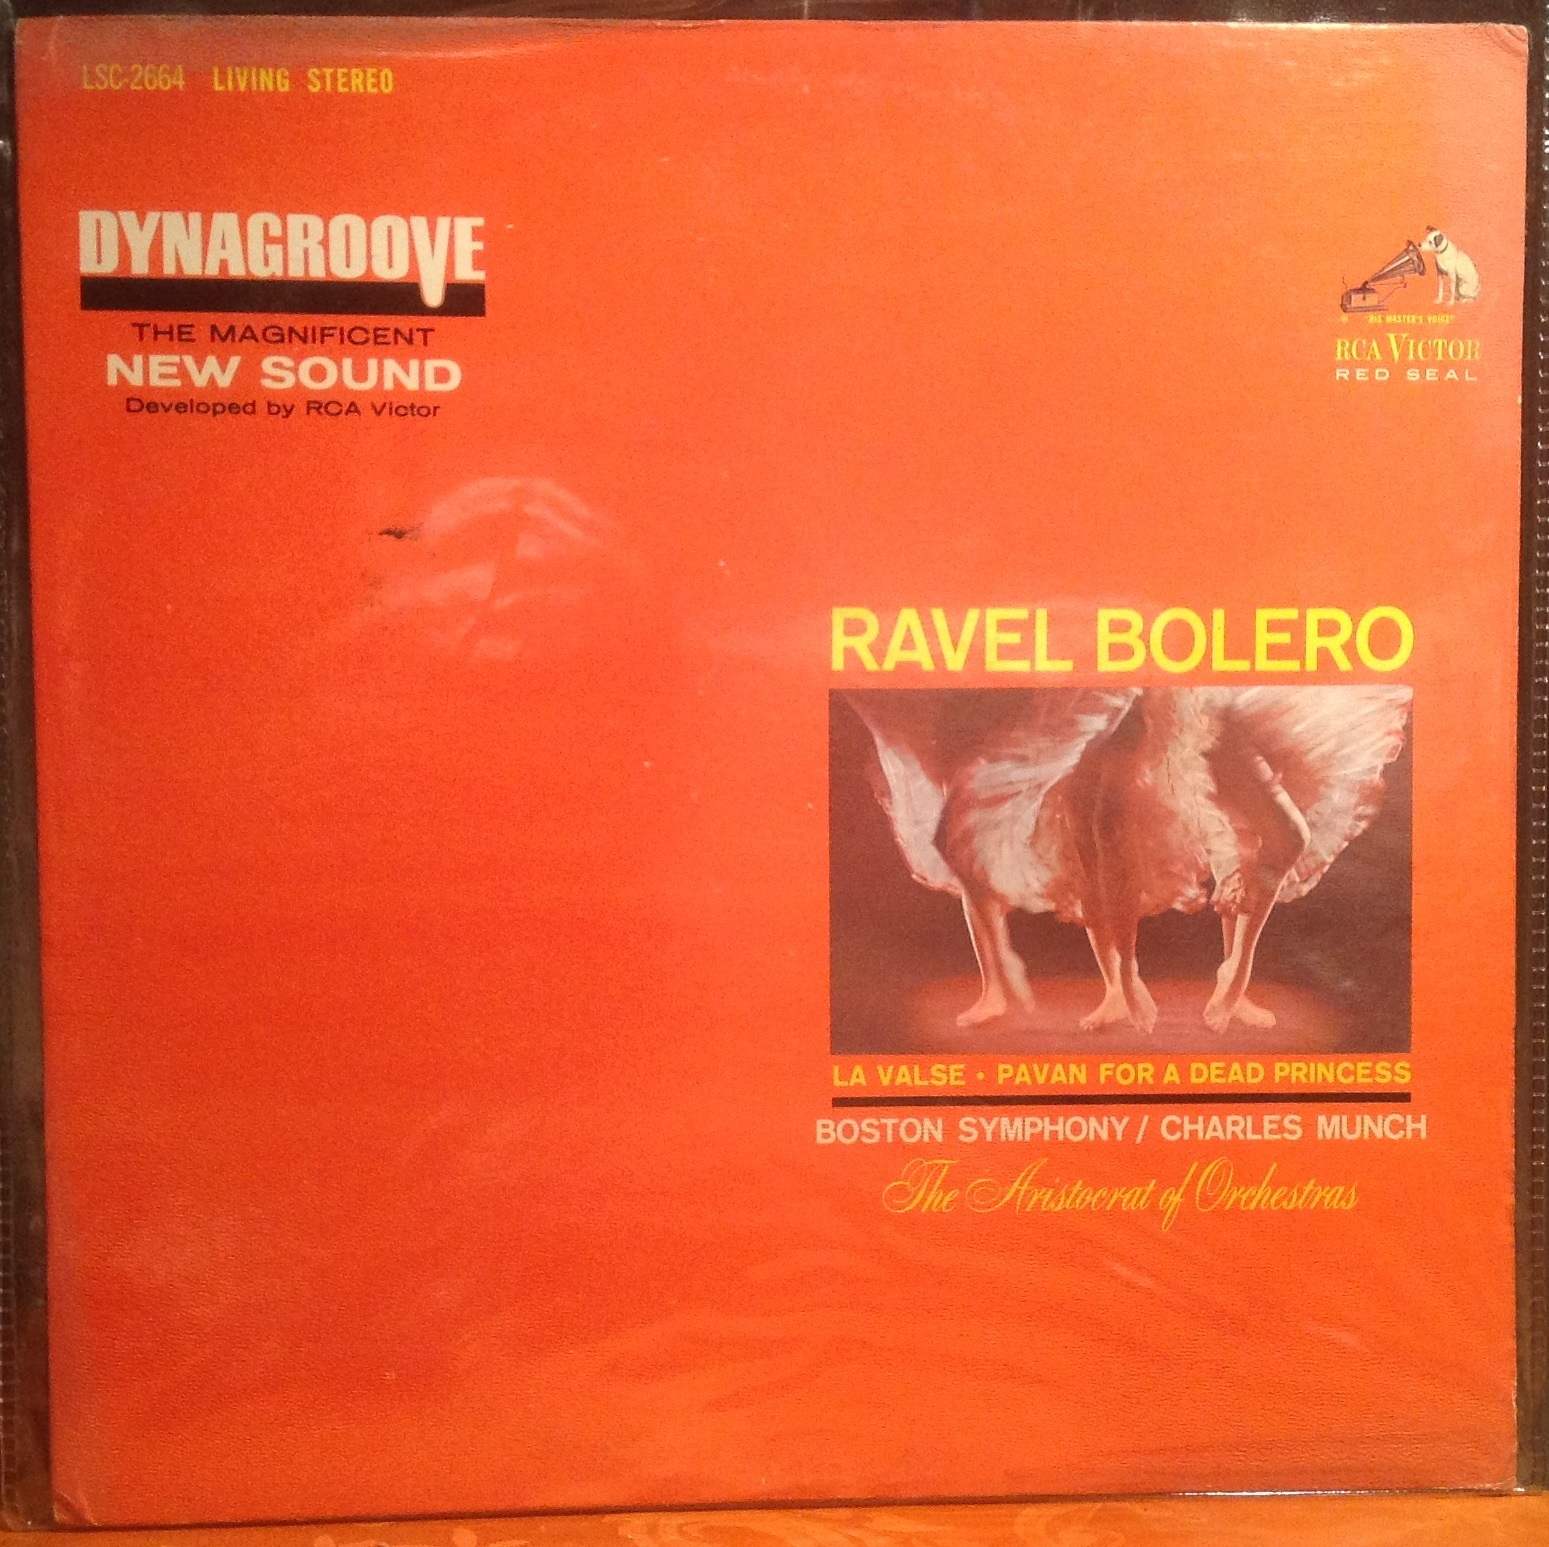 LSC-2664 LIVING STEREO
DYNAGROOVE
THE MAGNIFICENT
NEW SOUND
Developed by RCA Victor
"HIS MASTER'S VOICE"
RCA VICTOR
RED SEAL
RAVEL BOLERO
LA VALSE • PAVAN FOR A DEAD PRINCESS
BOSTON SYMPHONY / CHARLES MUNCH
The Aristocrat of Orchestras